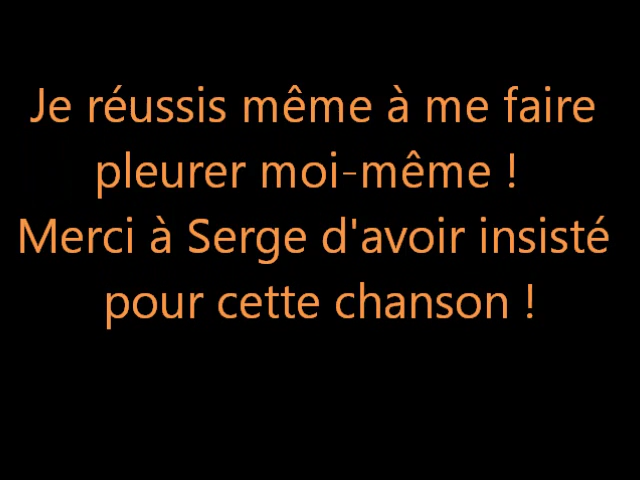 Je réussis même à me faire
pleurer moi-même !
Merci à Serge d'avoir insisté
pour cette chanson !